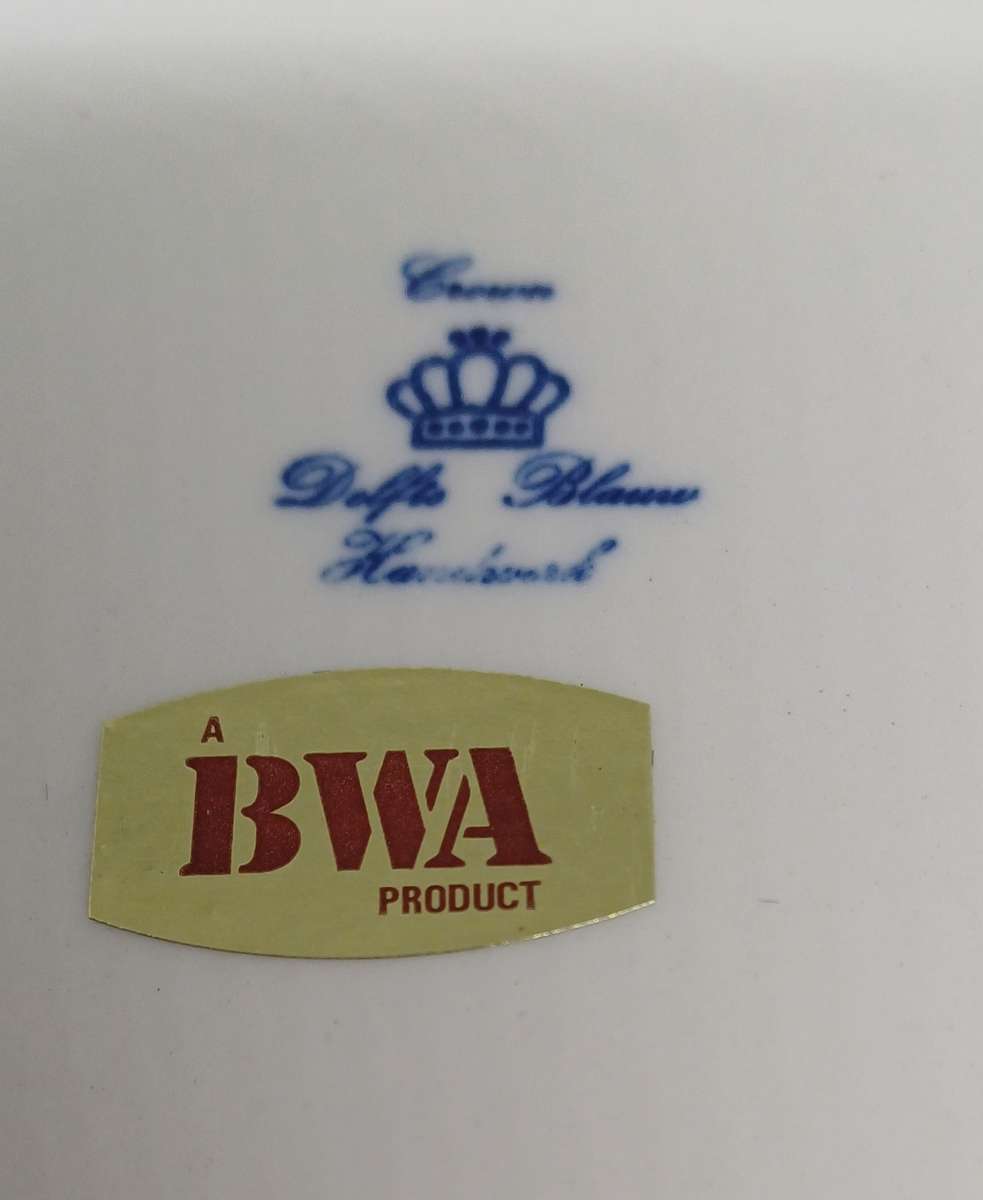 Crown
Delfts Blauw
Handwerk
A
BWA
PRODUCT